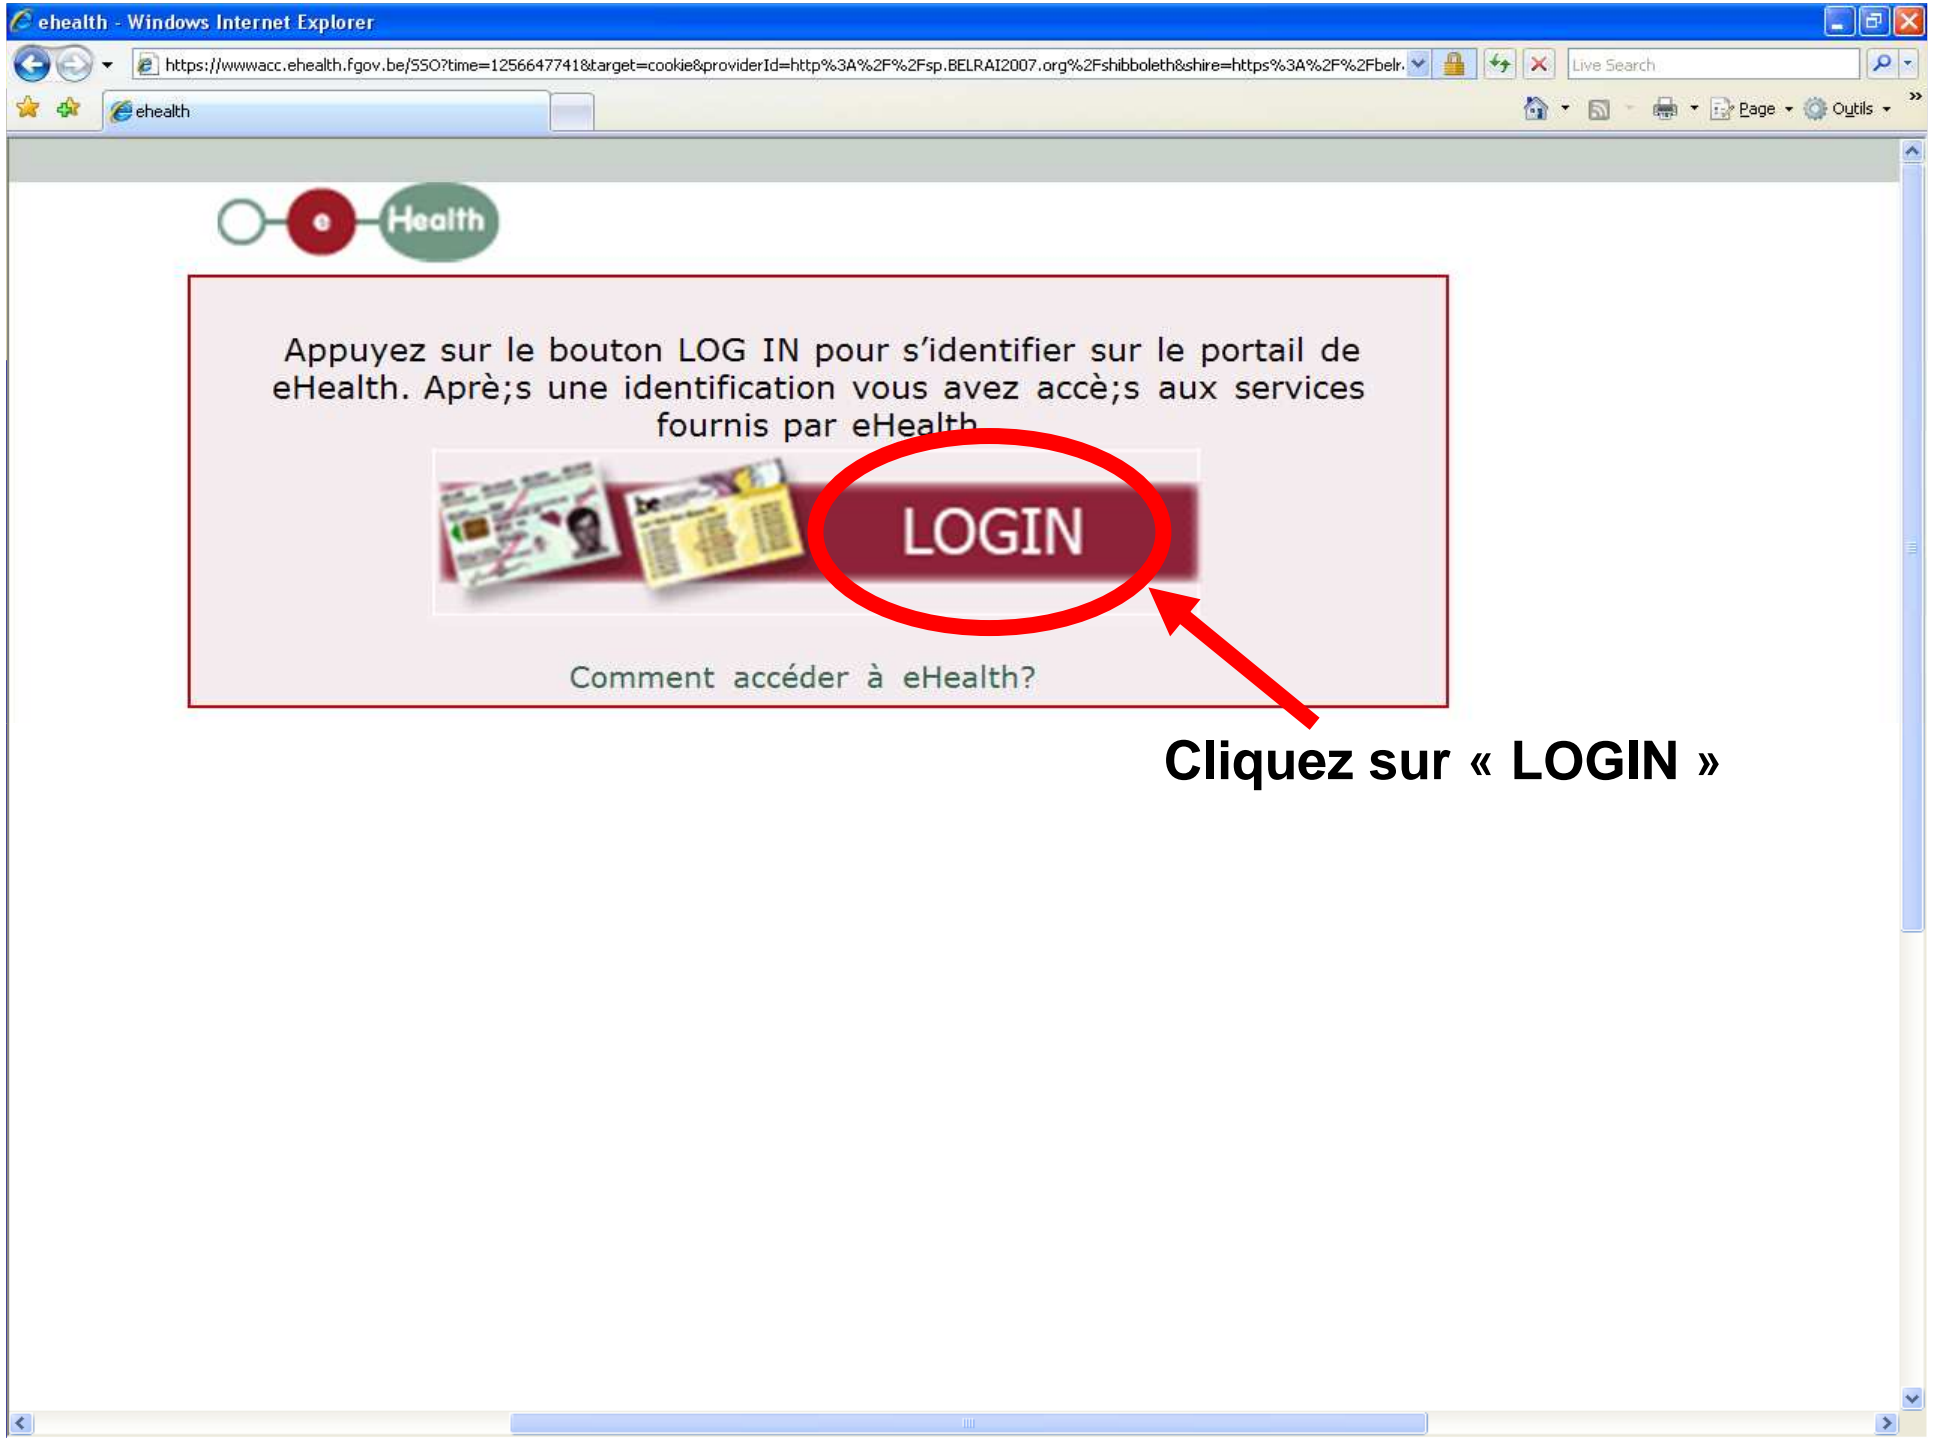 ehealth - Windows Internet Explorer
https://wwwacc.ehealth.fgov.be/SSO?time=1256647741&target=cookie&providerId=http%3A%2F%2Fsp.BELRAI2007.org%2Fshibboleth&shire=https%3A%2F%2Fbelr.
Live Search
ehealth
Page
Outils
e Health
Appuyez sur le bouton LOG IN pour s'identifier sur le portail de
eHealth. Aprè;s une identification vous avez accè;s aux services
fournis par eHealth
be
LOGIN
Comment accéder à eHealth?
Cliquez sur « LOGIN »